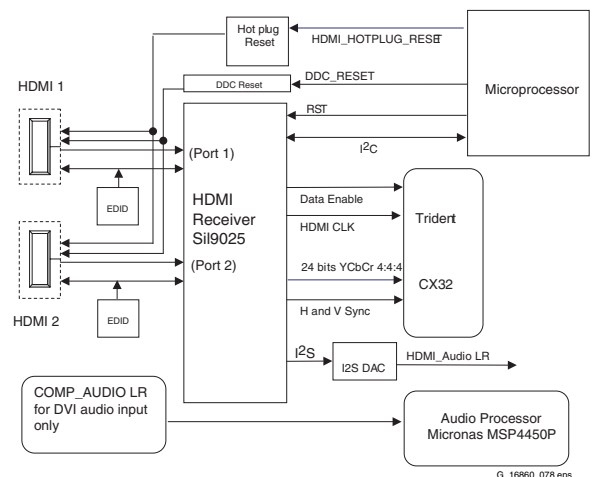 Hot plug
Reset
HDMI_HOTPLUG_RESET
DDC Reset
DDC_RESET
Microprocessor
HDMI 1
RST
I2C
(Port 1)
EDID
HDMI
Receiver
Sil9025
Data Enable
HDMI CLK
Trident
(Port 2)
24 bits YCbCr 4:4:4
CX32
HDMI 2
EDID
H and V Sync
I2S
I2S DAC
HDMI_Audio LR
COMP_AUDIO LR
for DVI audio input
only
Audio Processor
Micronas MSP4450P
G_16860_078.eps